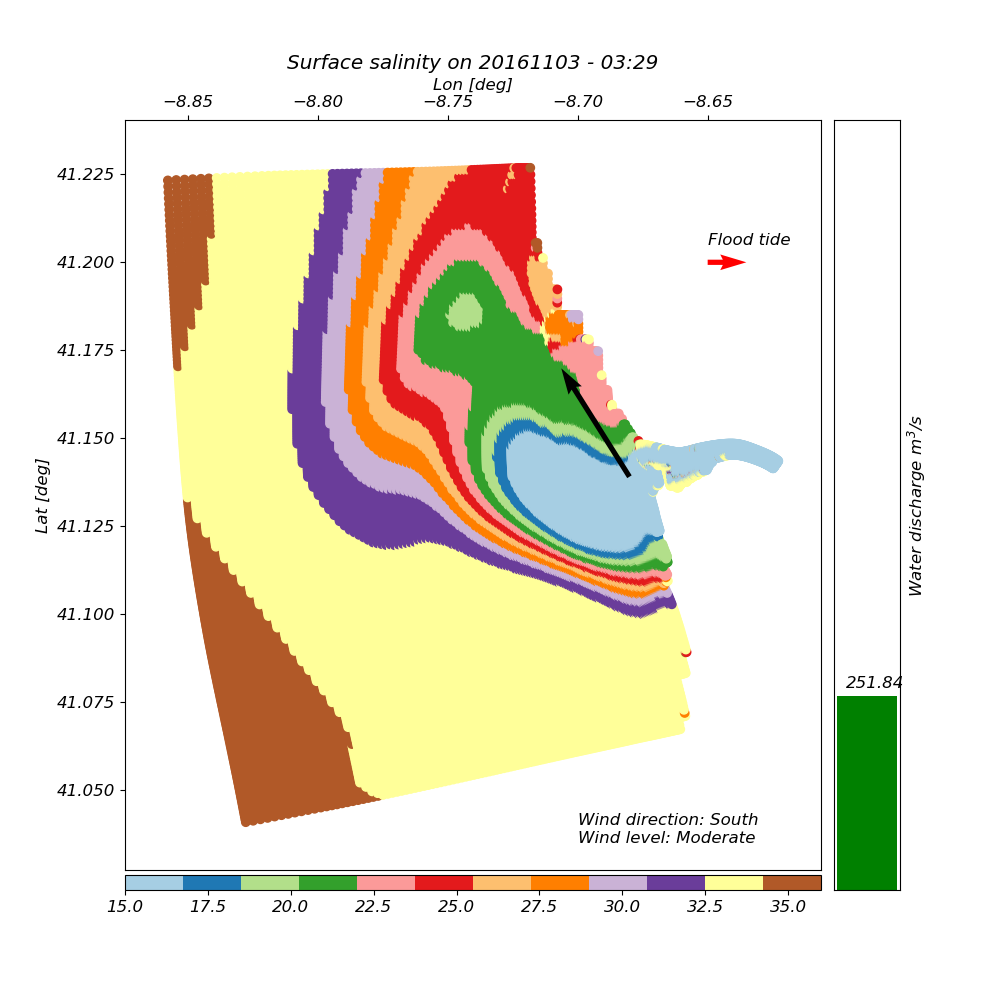 Surface salinity on 20161103 - 03:29
Lon [deg]
−8.85 −8.80 −8.75 −8.70 −8.65
41.225
41.200
41.175
41.150
41.125
41.100
41.075
41.050
Lat [deg]
Flood tide
Wind direction: South
Wind level: Moderate
15.0 17.5 20.0 22.5 25.0 27.5 30.0 32.5 35.0
251.84
Water discharge m³/s